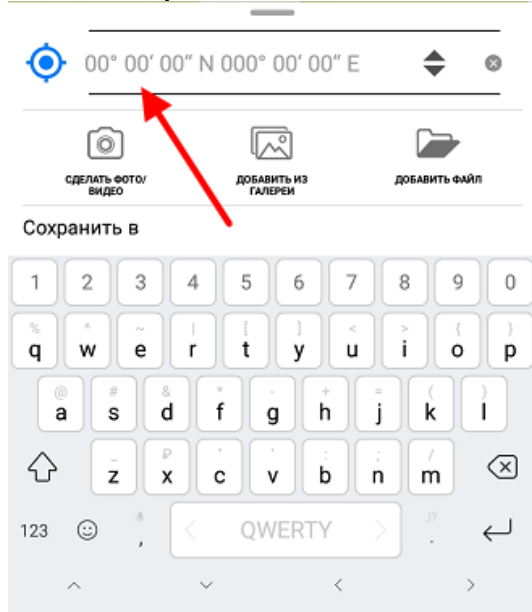 00° 00′ 00″ N 000° 00′ 00″ E
СДЕЛАТЬ ФОТО/
ВИДЕО
ДОБАВИТЬ ИЗ
ГАЛЕРЕИ
ДОБАВИТЬ ФАЙЛ
Сохранить в
1 2 3 4 5 6 7 8 9 0
% ^ ~ | [ ] < > { }
q w e r t y u i o p
@ # & * - + = ( )
a s d f g h j k l
_ ₽ " ' : ; /
z x c v b n m
123 , QWERTY . !?